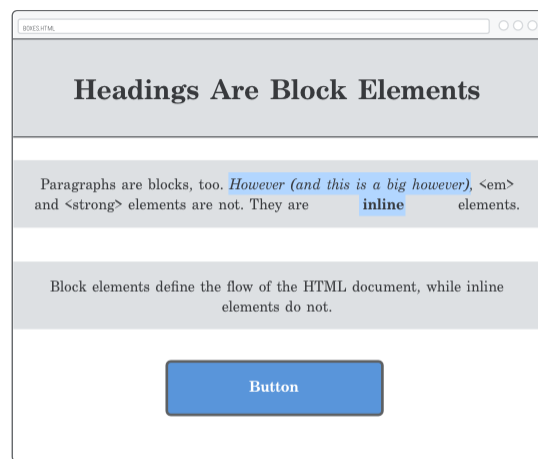 BOXES.HTML
Headings Are Block Elements
Paragraphs are blocks, too. However (and this is a big however), <em>
and <strong> elements are not. They are inline elements.
Block elements define the flow of the HTML document, while inline
elements do not.
Button